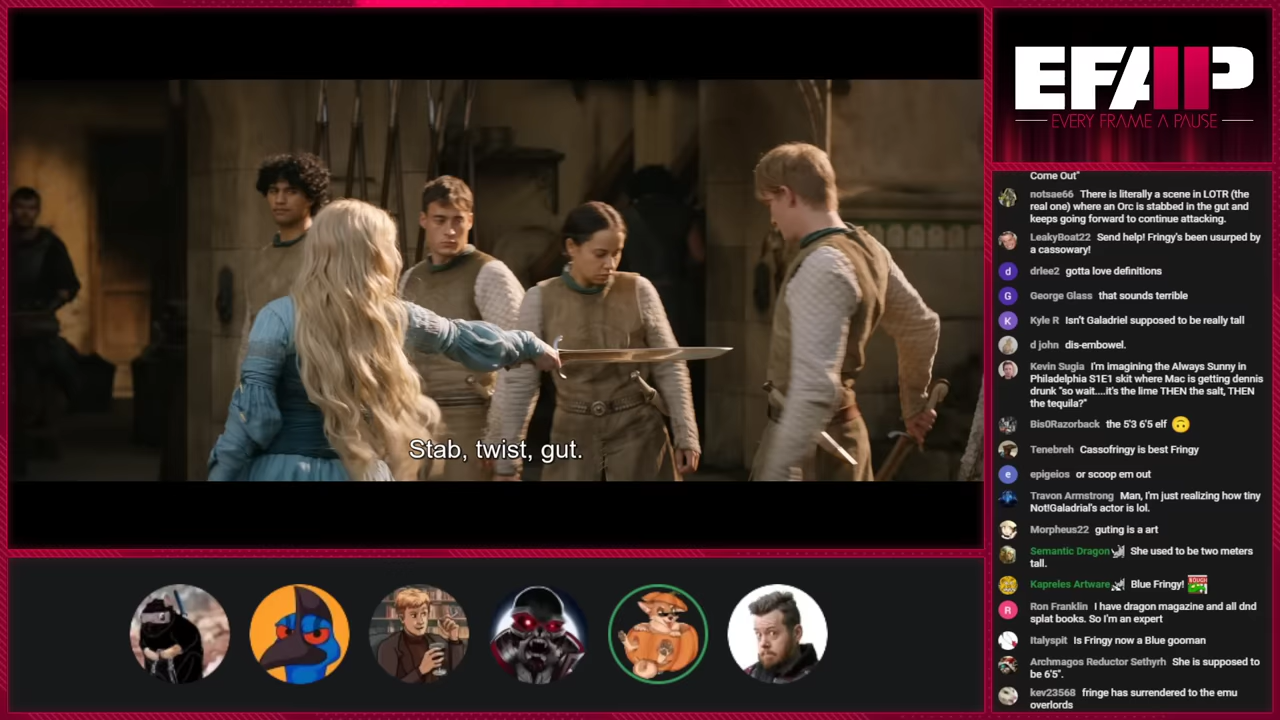 Stab, twist, gut.
EFAP
EVERY FRAME A PAUSE
Come Out"
notsae66 There is literally a scene in LOTR (the
real one) where an Orc is stabbed in the gut and
keeps going forward to continue attacking.
LeakyBoat22 Send help! Fringy's been usurped by
a cassowary!
d drlee2 gotta love definitions
G George Glass that sounds terrible
K Kyle R Isn't Galadriel supposed to be really tall
d john dis-embowel.
Kevin Sugia I'm imagining the Always Sunny in
Philadelphia S1E1 skit where Mac is getting dennis
drunk "so wait....it's the lime THEN the salt, THEN
the tequila?"
Bis0Razorback the 5'3 6'5 elf
Tenebreh Cassofringy is best Fringy
e epigeios or scoop em out
Travon Armstrong Man, I'm just realizing how tiny
Not!Galadrial's actor is lol.
Morpheus22 guting is a art
Semantic Dragon She used to be two meters
tall.
Kapreles Artware Blue Fringy!
R Ron Franklin I have dragon magazine and all dnd
splat books. So I'm an expert
Italyspit Is Fringy now a Blue gooman
Archmagos Reductor Sethyrh She is supposed to
be 6'5".
kev23568 fringe has surrendered to the emu
overlords